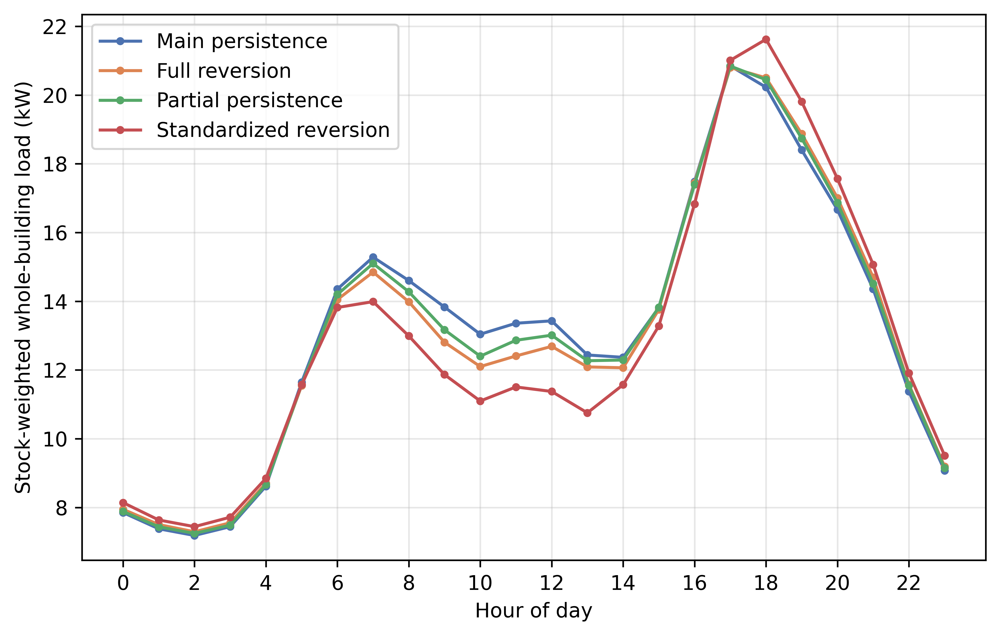 Stock-weighted whole-building load (kW)
22
20
18
16
14
12
10
8
Main persistence
Full reversion
Partial persistence
Standardized reversion
0 2 4 6 8 10 12 14 16 18 20 22
Hour of day